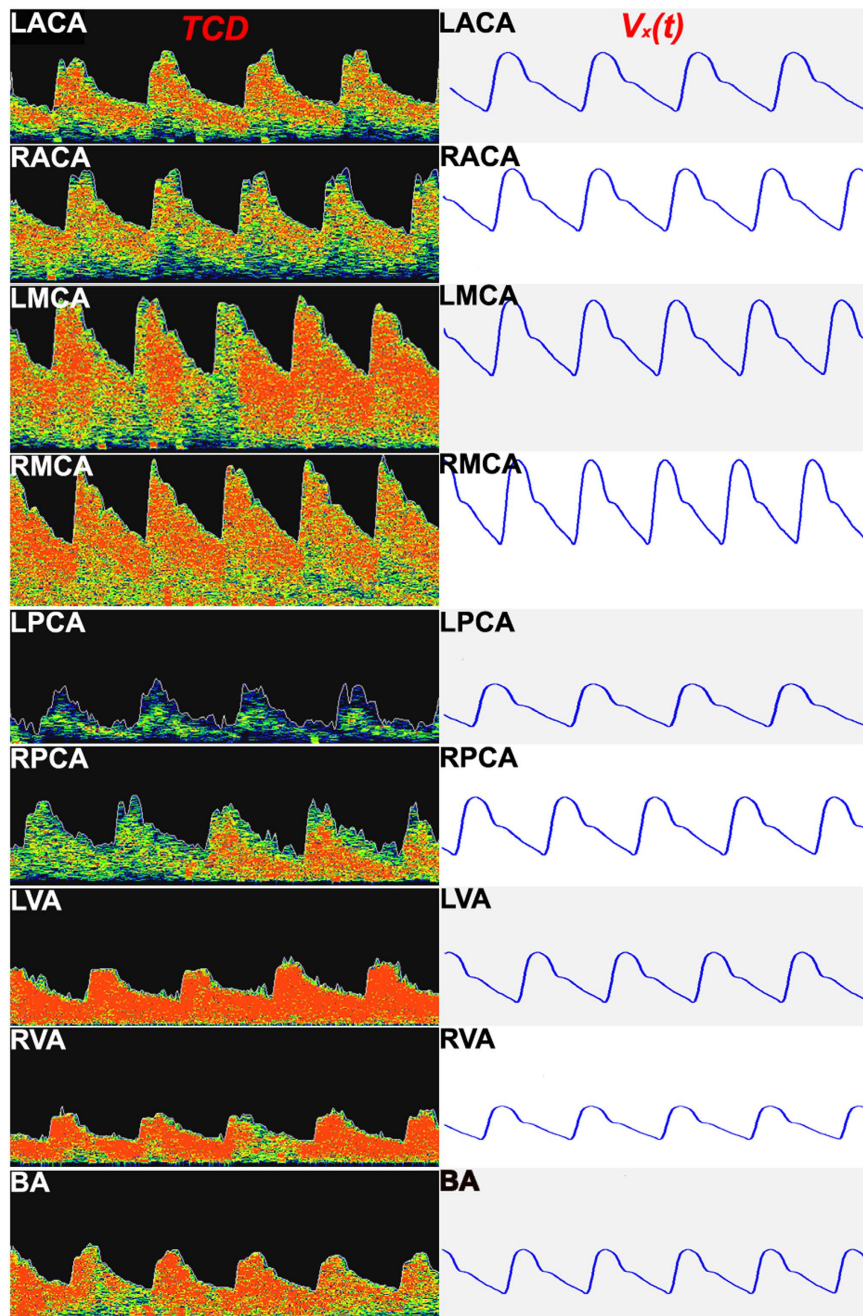 LACA TCD LACA Vₓ(t)
RACA RACA
LMCA LMCA
RMCA RMCA
LPCA LPCA
RPCA RPCA
LVA LVA
RVA RVA
BA BA